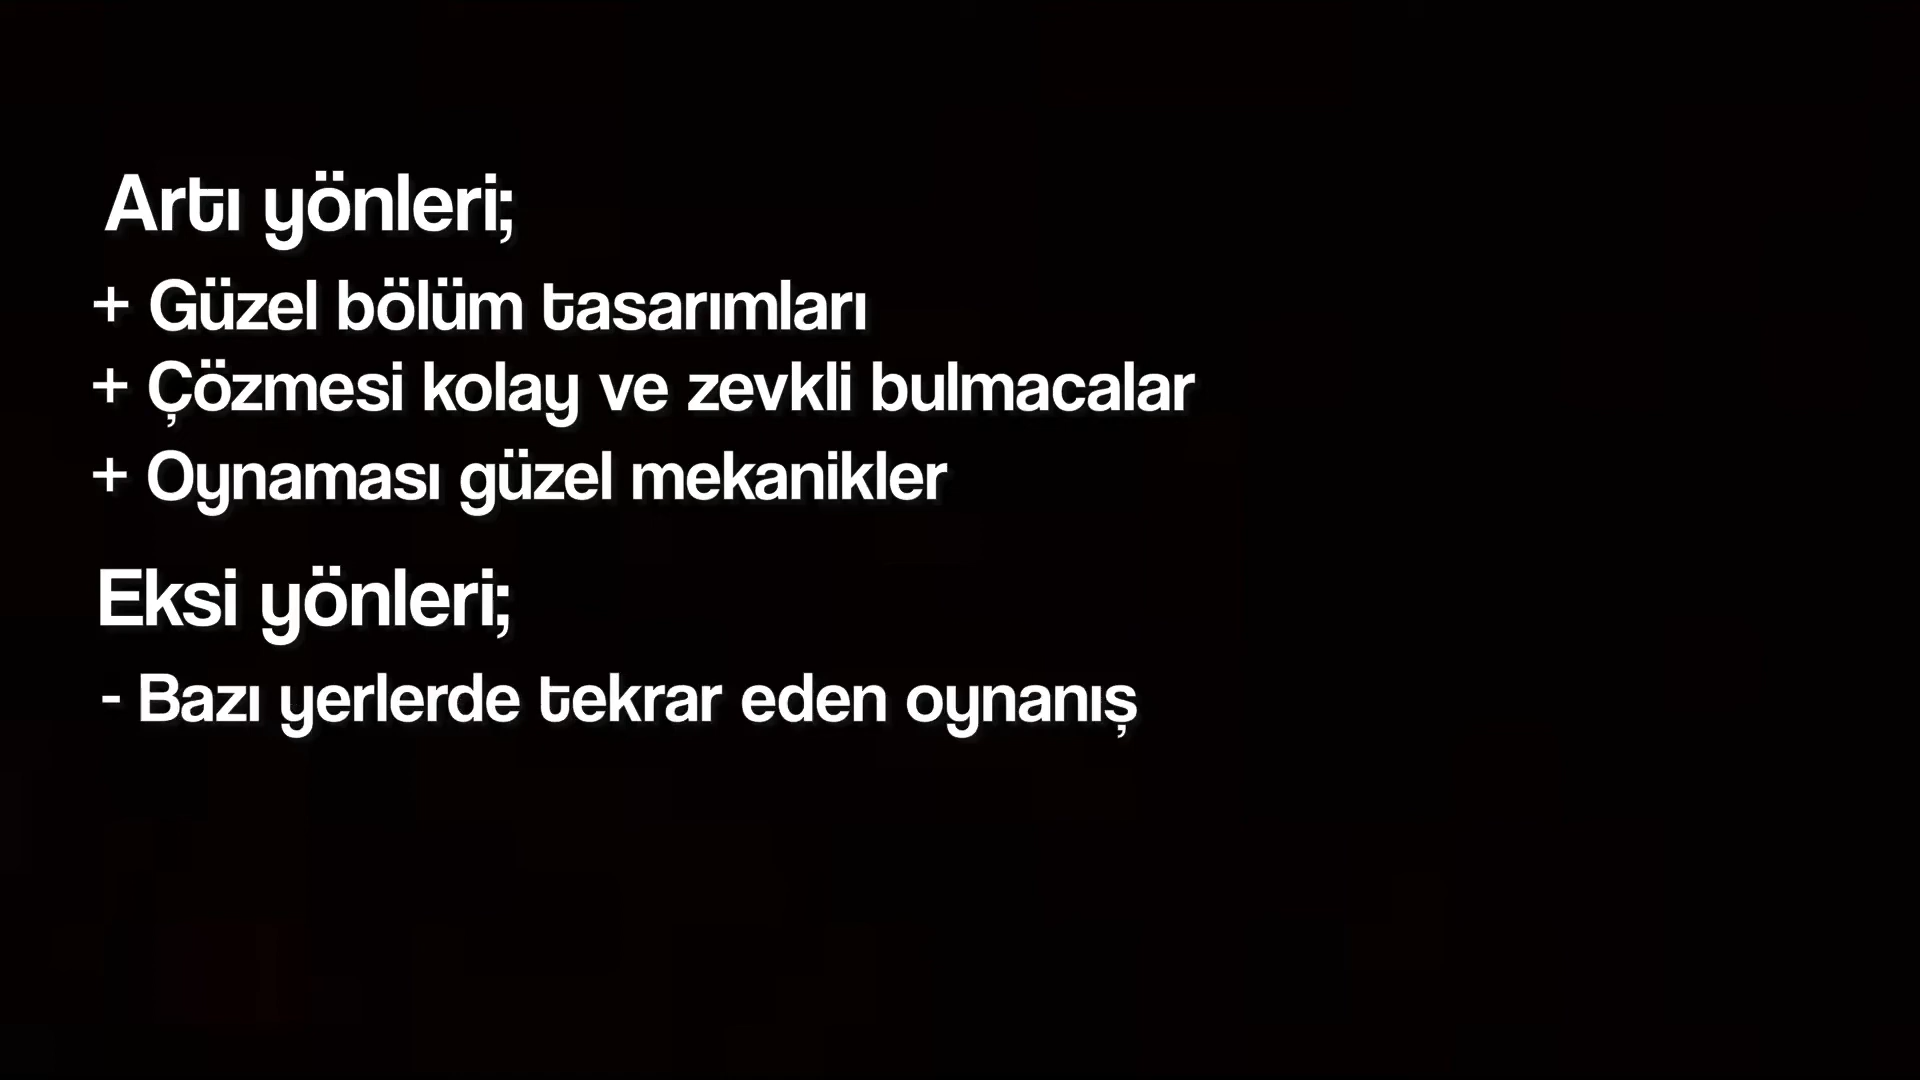 Artı yönleri;
+ Güzel bölüm tasarımları
+ Çözmesi kolay ve zevkli bulmacalar
+ Oynaması güzel mekanikler
Eksi yönleri;
- Bazı yerlerde tekrar eden oynanış